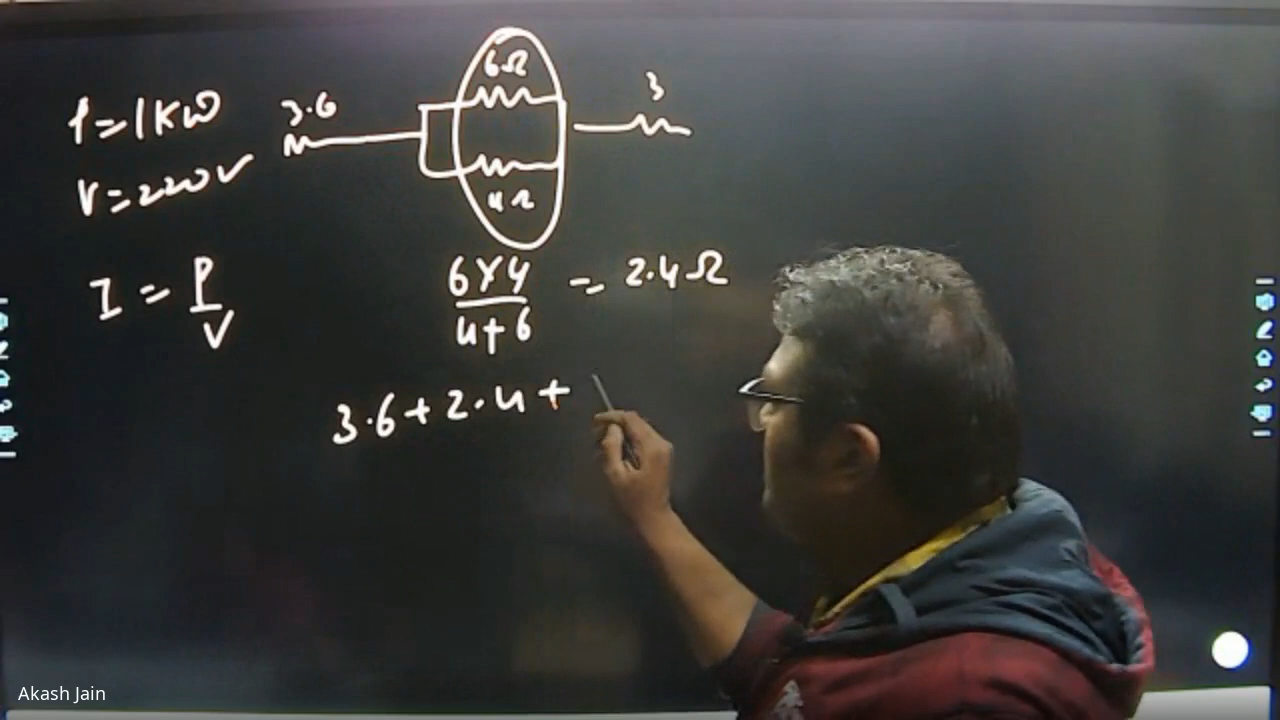 P = 1KW
V = 220V
3.6
6Ω
4Ω
3
I = P/V
6×4/4+6 = 2.4Ω
3.6+2.4+
Akash Jain